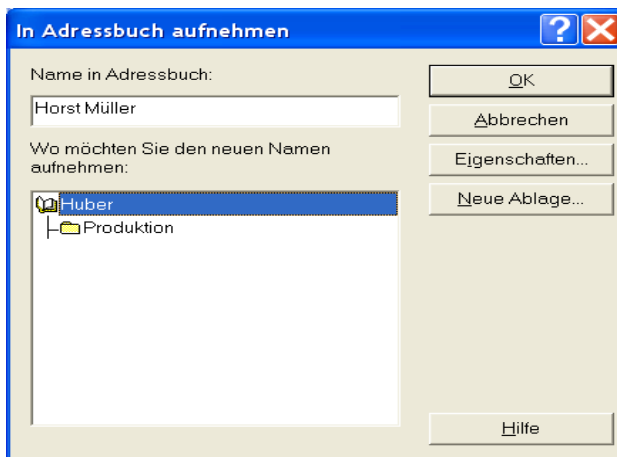 In Adressbuch aufnehmen
Name in Adressbuch:
Horst Müller
Wo möchten Sie den neuen Namen
aufnehmen:
Huber
Produktion
OK
Abbrechen
Eigenschaften...
Neue Ablage...
Hilfe